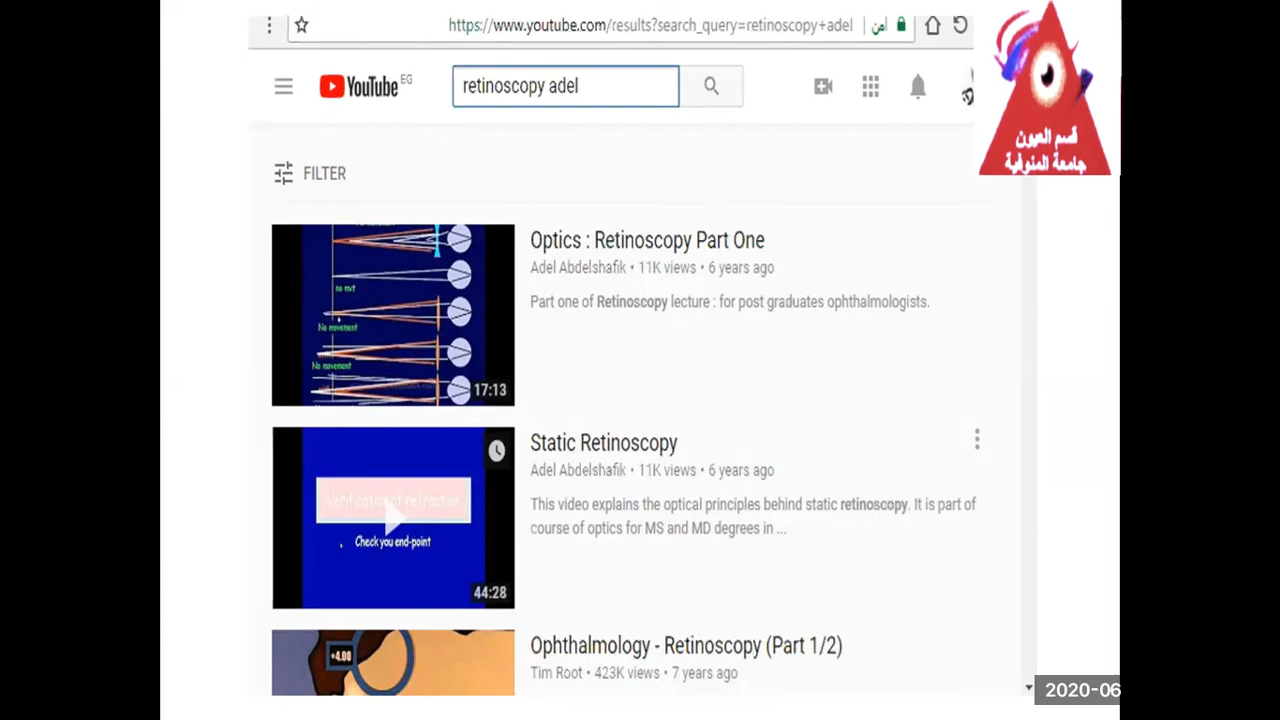 https://www.youtube.com/results?search_query=retinoscopy+adel
آمن
YouTube EG
retinoscopy adel
قسم العيون
جامعة المنوفية
FILTER
no mvt
No movement
No movement
17:13
Optics : Retinoscopy Part One
Adel Abdelshafik • 11K views • 6 years ago
Part one of Retinoscopy lecture : for post graduates ophthalmologists.
Verification of refraction
Check you end-point
44:28
Static Retinoscopy
Adel Abdelshafik • 11K views • 6 years ago
This video explains the optical principles behind static retinoscopy. It is part of
course of optics for MS and MD degrees in ...
+4.00
Ophthalmology - Retinoscopy (Part 1/2)
Tim Root • 423K views • 7 years ago
2020-06